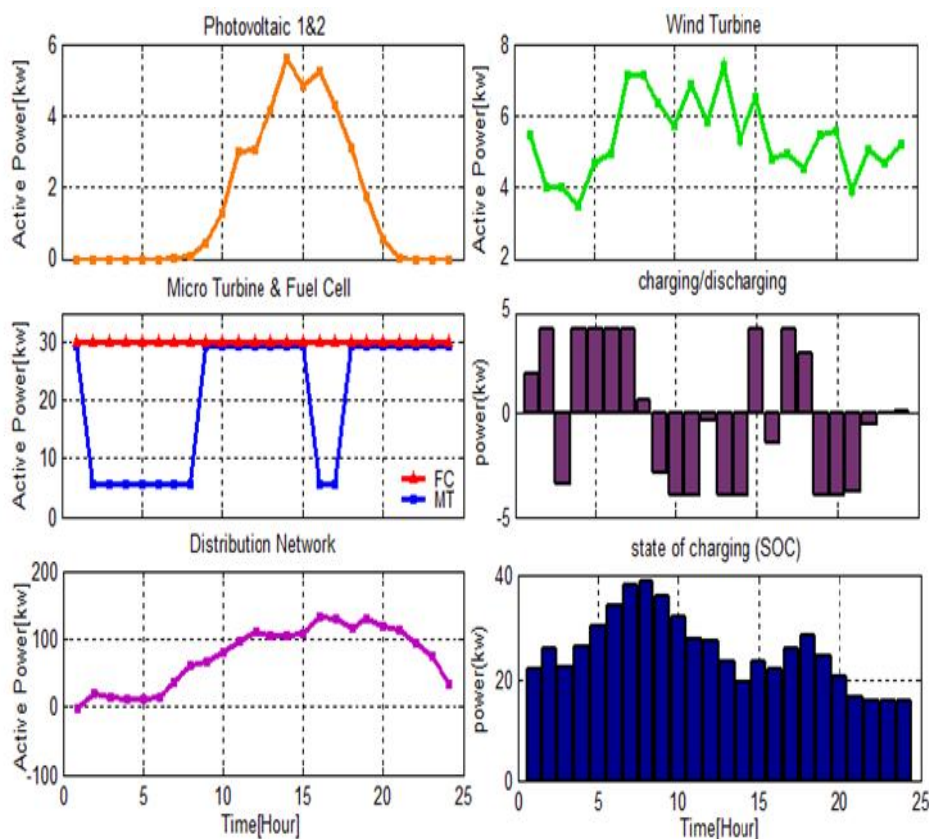 Photovoltaic 1&2
Active Power[kw]
6
4
2
0
Wind Turbine
Active Power[kw]
8
6
4
2
Micro Turbine & Fuel Cell
Active Power[kw]
30
20
10
0
FC
MT
charging/discharging
power(kw)
5
0
-5
Distribution Network
Active Power[kw]
200
100
0
-100
0 5 10 15 20 25
Time[Hour]
state of charging (SOC)
power(kw)
40
20
0
0 5 10 15 20 25
Time[Hour]